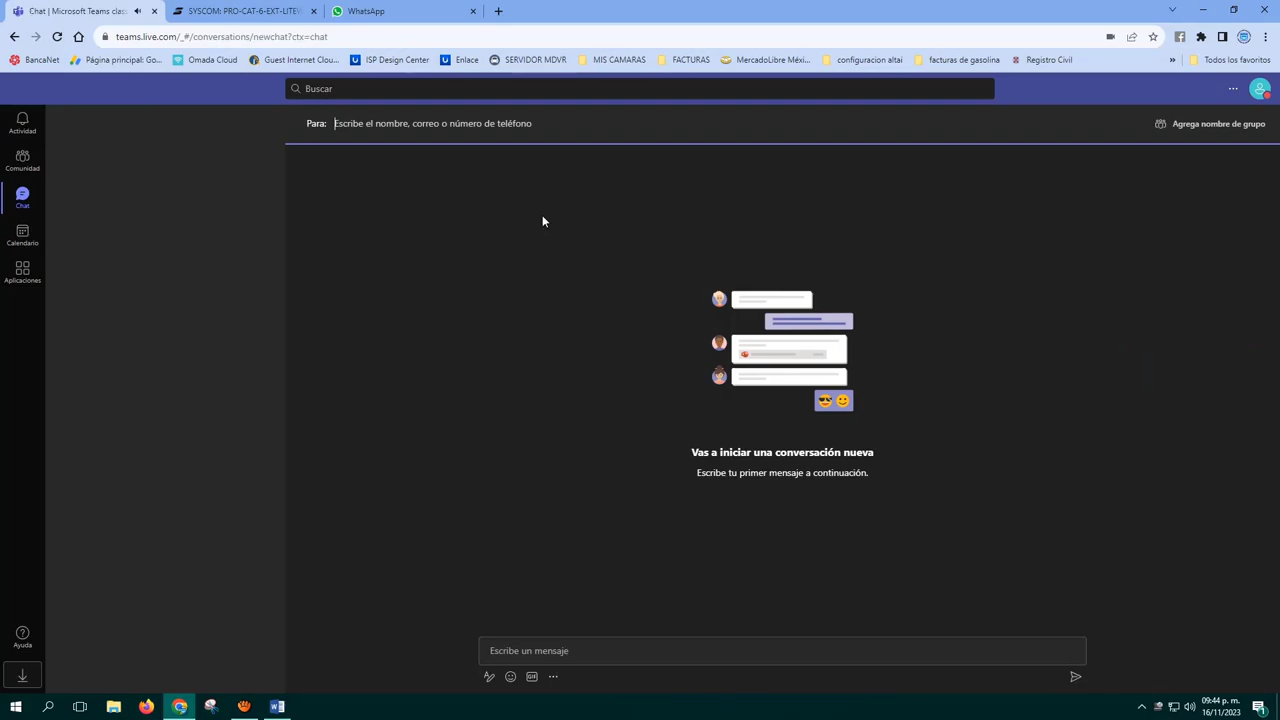 Chat | Microsoft Teams class
SYSCOM: PRO-CAT-6-EXT-LITEV
WhatsApp
teams.live.com/_#/conversations/newchat?ctx=chat
BancaNet
Página principal: Go...
Omada Cloud
Guest Internet Clou...
ISP Design Center
Enlace
SERVIDOR MDVR
MIS CAMARAS
FACTURAS
MercadoLibre Méxi...
configuracion altai
facturas de gasolina
Registro Civil
»
Todos los favoritos
Buscar
Actividad
Comunidad
Chat
Calendario
Aplicaciones
Ayuda
Para: Escribe el nombre, correo o número de teléfono
Agrega nombre de grupo
Vas a iniciar una conversación nueva
Escribe tu primer mensaje a continuación.
Escribe un mensaje
GIF
09:44 p. m.
16/11/2023